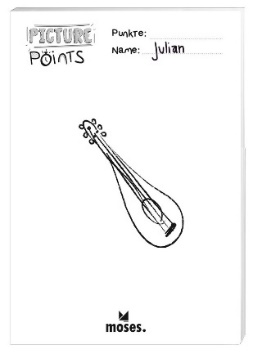 PICTURE
POiNTS
PUNKTE:
NAME: Julian
moses.